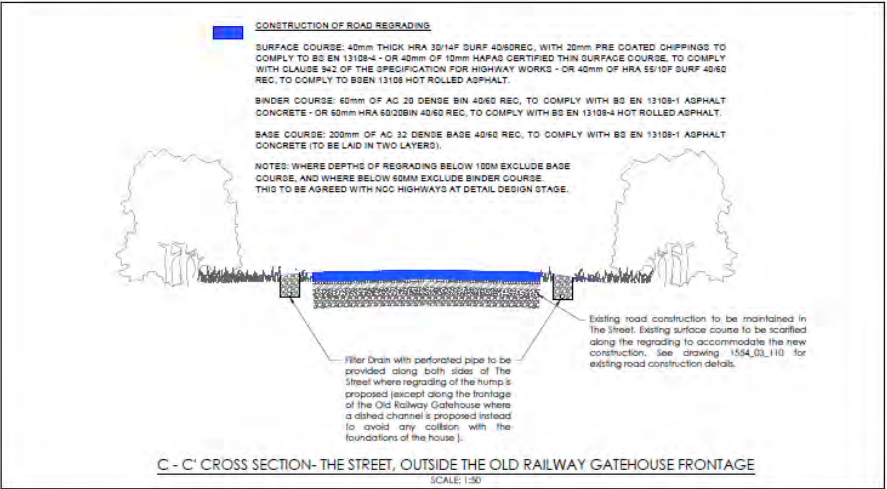 CONSTRUCTION OF ROAD REGRADING
SURFACE COURSE: 40mm THICK HRA 30/14F SURF 40/60REC, WITH 20mm PRE COATED CHIPPINGS TO
COMPLY TO BS EN 13108-4 - OR 40mm OF 10mm HAPAS CERTIFIED THIN SURFACE COURSE, TO COMPLY
WITH CLAUSE 942 OF THE SPECIFICATION FOR HIGHWAY WORKS - OR 40mm OF HRA 55/10F SURF 40/60
REC, TO COMPLY TO BSEN 13108 HOT ROLLED ASPHALT.
BINDER COURSE: 60mm OF AC 20 DENSE BIN 40/60 REC, TO COMPLY WITH BS EN 13108-1 ASPHALT
CONCRETE - OR 60mm HRA 60/20BIN 40/60 REC, TO COMPLY WITH BS EN 13108-4 HOT ROLLED ASPHALT.
BASE COURSE: 200mm OF AC 32 DENSE BASE 40/60 REC, TO COMPLY WITH BS EN 13108-1 ASPHALT
CONCRETE (TO BE LAID IN TWO LAYERS).
NOTES: WHERE DEPTHS OF REGRADING BELOW 100M EXCLUDE BASE
COURSE, AND WHERE BELOW 50MM EXCLUDE BINDER COURSE.
THIS TO BE AGREED WITH NCC HIGHWAYS AT DETAIL DESIGN STAGE.
Existing road construction to be maintained in
The Street. Existing surface course to be scarified
along the regrading to accommodate the new
construction. See drawing 1554_03_110 for
existing road construction details.
Filter Drain with perforated pipe to be
provided along both sides of The
Street where regrading of the hump is
proposed (except along the frontage
of the Old Railway Gatehouse where
a dished channel is proposed instead
to avoid any collision with the
foundations of the house ).
C - C' CROSS SECTION- THE STREET, OUTSIDE THE OLD RAILWAY GATEHOUSE FRONTAGE
SCALE: 1:50